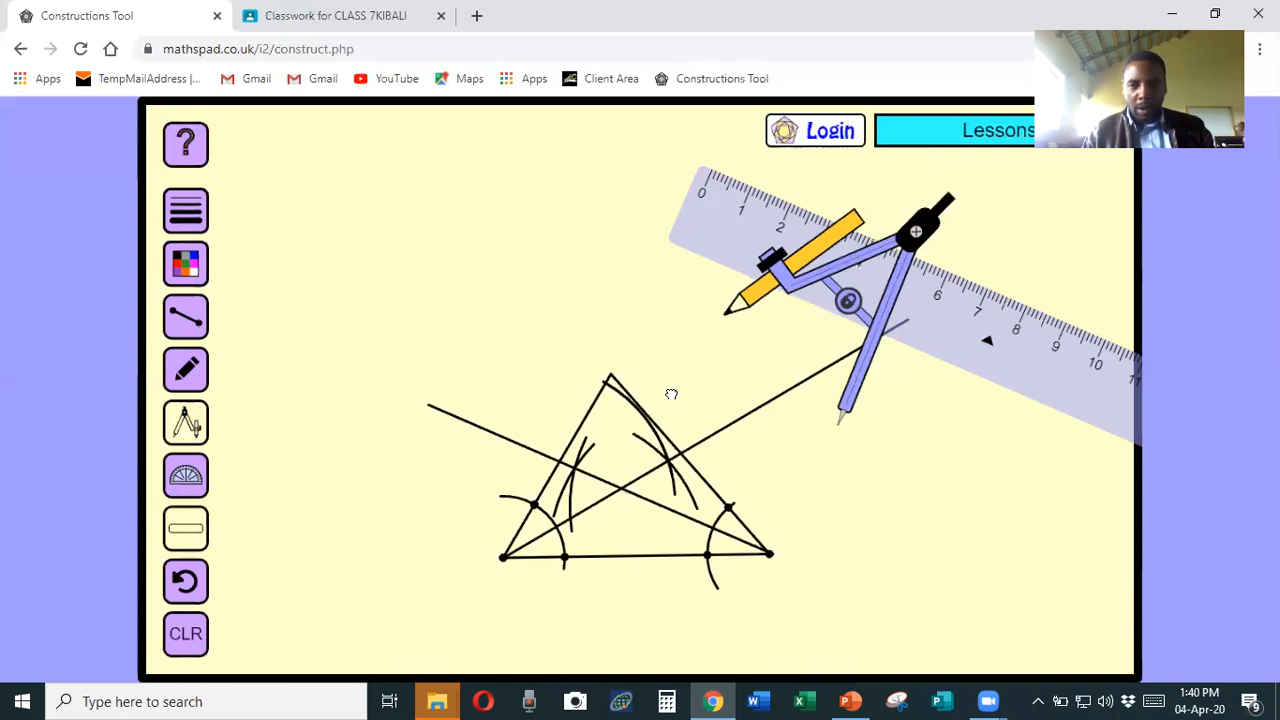 Constructions Tool
Classwork for CLASS 7KIBALI
mathspad.co.uk/i2/construct.php
Apps
TempMailAddress |...
Gmail
Gmail
YouTube
Maps
Apps
Client Area
Constructions Tool
?
Login
Lessons
0 1 2 6 7 8 9 10 11
CLR
Type here to search
1:40 PM
04-Apr-20
9